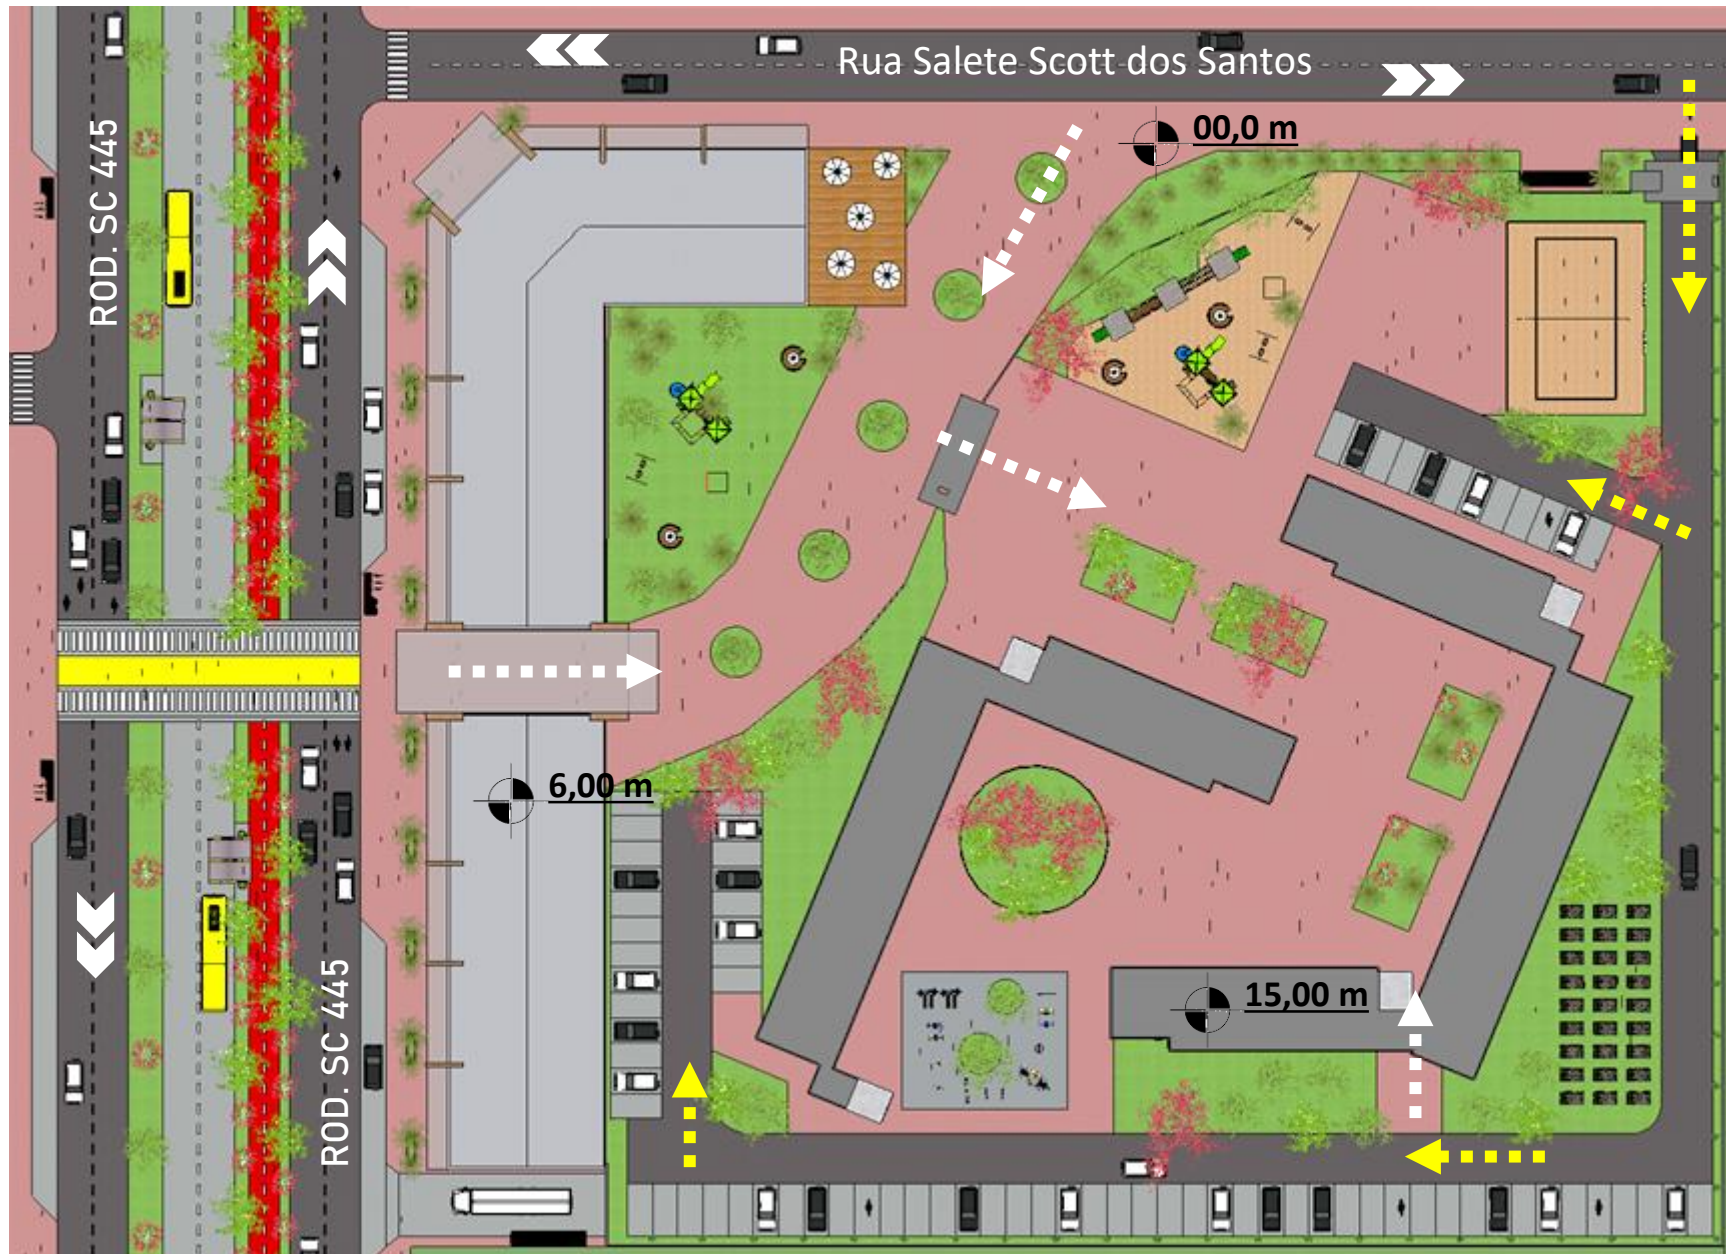 Rua Salete Scott dos Santos
00,0 m
ROD. SC 445
6,00 m
15,00 m
ROD. SC 445